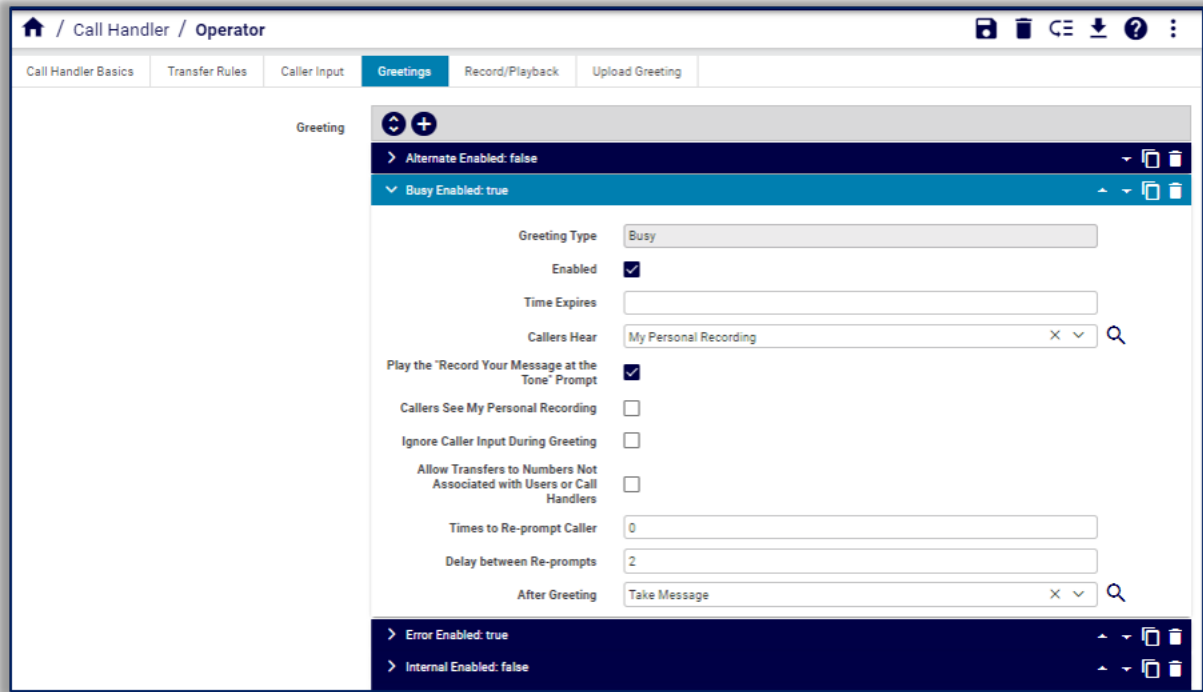 / Call Handler / Operator
Call Handler Basics Transfer Rules Caller Input Greetings Record/Playback Upload Greeting
Greeting
Alternate Enabled: false
Busy Enabled: true
Greeting Type Busy
Enabled
Time Expires
Callers Hear My Personal Recording
Play the "Record Your Message at the
Tone" Prompt
Callers See My Personal Recording
Ignore Caller Input During Greeting
Allow Transfers to Numbers Not
Associated with Users or Call
Handlers
Times to Re-prompt Caller 0
Delay between Re-prompts 2
After Greeting Take Message
Error Enabled: true
Internal Enabled: false